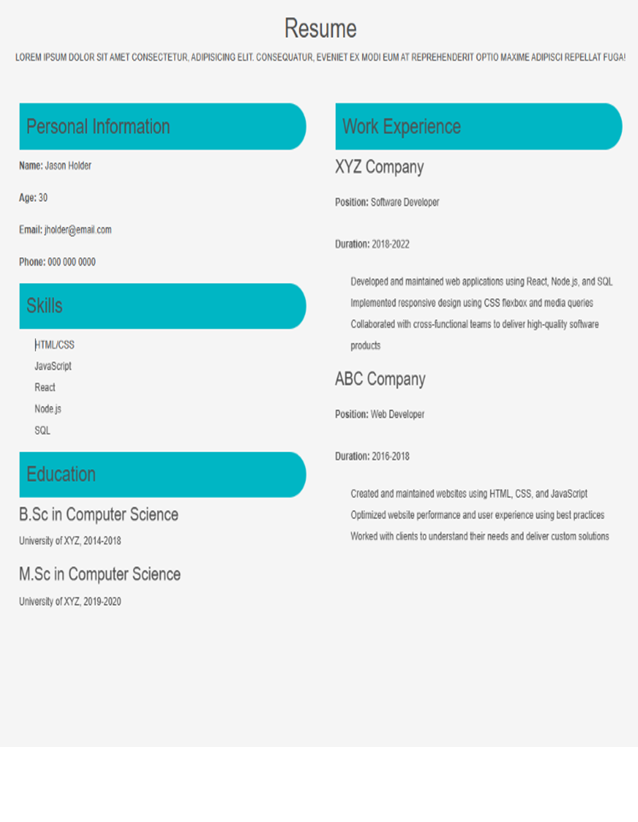 Resume
LOREM IPSUM DOLOR SIT AMET CONSECTETUR, ADIPISICING ELIT. CONSEQUATUR, EVENIET EX MODI EUM AT REPREHENDERIT OPTIO MAXIME ADIPISCI REPELLAT FUGA!
Personal Information
Name: Jason Holder
Age: 30
Email: jholder@email.com
Phone: 000 000 0000
Skills
HTML/CSS
JavaScript
React
Node.js
SQL
Education
B.Sc in Computer Science
University of XYZ, 2014-2018
M.Sc in Computer Science
University of XYZ, 2019-2020
Work Experience
XYZ Company
Position: Software Developer
Duration: 2018-2022
Developed and maintained web applications using React, Node.js, and SQL
Implemented responsive design using CSS flexbox and media queries
Collaborated with cross-functional teams to deliver high-quality software
products
ABC Company
Position: Web Developer
Duration: 2016-2018
Created and maintained websites using HTML, CSS, and JavaScript
Optimized website performance and user experience using best practices
Worked with clients to understand their needs and deliver custom solutions